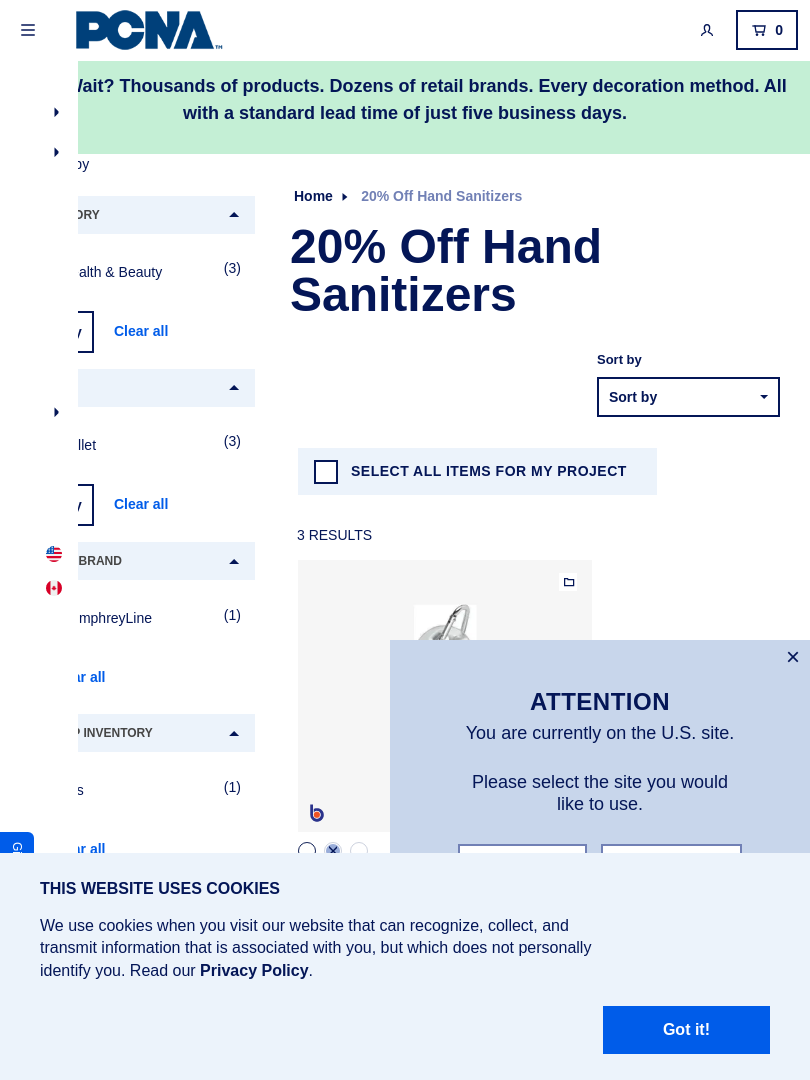 PCNA
0
Wait? Thousands of products. Dozens of retail brands. Every decoration method. All
with a standard lead time of just five business days.
by
Home 20% Off Hand Sanitizers
20% Off Hand
Sanitizers
ORY
alth & Beauty (3)
Clear all
llet (3)
Clear all
BRAND
mphreyLine (1)
ar all
P INVENTORY
s (1)
ar all
Sort by
Sort by
SELECT ALL ITEMS FOR MY PROJECT
3 RESULTS
ATTENTION
You are currently on the U.S. site.
Please select the site you would
like to use.
THIS WEBSITE USES COOKIES
We use cookies when you visit our website that can recognize, collect, and
transmit information that is associated with you, but which does not personally
identify you. Read our Privacy Policy.
Got it!